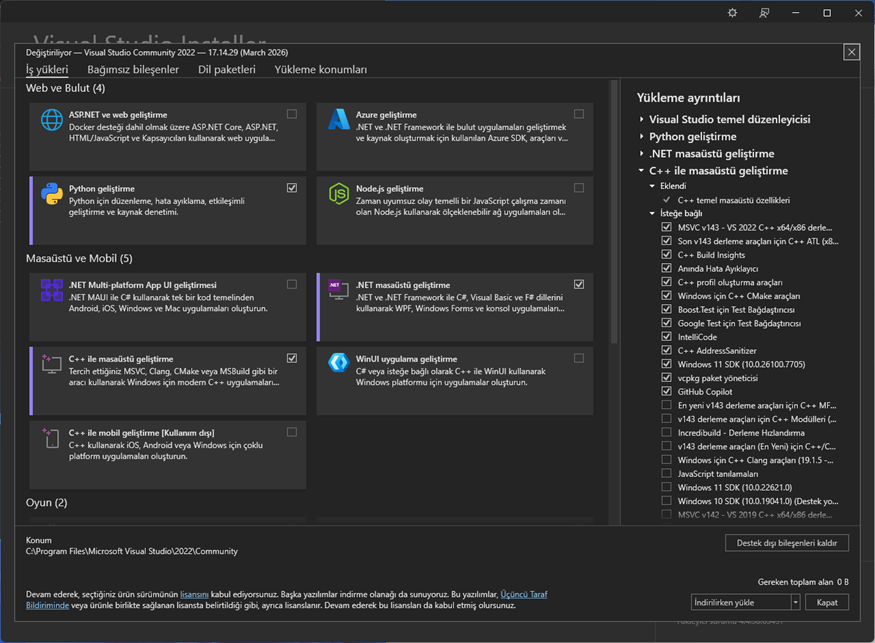 Visual Studio Installer
Değiştiriliyor — Visual Studio Community 2022 — 17.14.29 (March 2026)
İş yükleri
Bağımsız bileşenler
Dil paketleri
Yükleme konumları
Web ve Bulut (4)
ASP.NET ve web geliştirme
Docker desteği dahil olmak üzere ASP.NET Core, ASP.NET,
HTML/JavaScript ve Kapsayıcıları kullanarak web uygula...
Azure geliştirme
.NET ve .NET Framework ile bulut uygulamaları geliştirmek
ve kaynak oluşturmak için kullanılan Azure SDK, araçları v...
Python geliştirme
Python için düzenleme, hata ayıklama, etkileşimli
geliştirme ve kaynak denetimi.
Node.js geliştirme
Zaman uyumsuz olay temelli bir JavaScript çalışma zamanı
olan Node.js kullanarak ölçeklenebilir ağ uygulamaları ol...
Masaüstü ve Mobil (5)
.NET Multi-platform App UI geliştirmesi
.NET MAUI ile C# kullanarak tek bir kod temelinden
Android, iOS, Windows ve Mac uygulamaları oluşturun.
.NET
.NET masaüstü geliştirme
.NET ve .NET Framework ile C#, Visual Basic ve F# dillerini
kullanarak WPF, Windows Forms ve konsol uygulamaları...
C++ ile masaüstü geliştirme
Tercih ettiğiniz MSVC, Clang, CMake veya MSBuild gibi bir
aracı kullanarak Windows için modern C++ uygulamaları...
WinUI uygulama geliştirme
C# veya isteğe bağlı olarak C++ ile WinUI kullanarak
Windows platformu için uygulamalar oluşturun.
C++ ile mobil geliştirme [Kullanım dışı]
C++ kullanarak iOS, Android veya Windows için çoklu
platform uygulamaları oluşturun.
Oyun (2)
Yükleme ayrıntıları
Visual Studio temel düzenleyicisi
Python geliştirme
.NET masaüstü geliştirme
C++ ile masaüstü geliştirme
Eklendi
C++ temel masaüstü özellikleri
İsteğe bağlı
MSVC v143 - VS 2022 C++ x64/x86 derle...
Son v143 derleme araçları için C++ ATL (x8...
C++ Build Insights
Anında Hata Ayıklayıcı
C++ profil oluşturma araçları
Windows için C++ CMake araçları
Boost.Test için Test Bağdaştırıcısı
Google Test için Test Bağdaştırıcısı
IntelliCode
C++ AddressSanitizer
Windows 11 SDK (10.0.26100.7705)
vcpkg paket yöneticisi
GitHub Copilot
En yeni v143 derleme araçları için C++ MF...
v143 derleme araçları için C++ Modülleri (...
Incredibuild - Derleme Hızlandırma
v143 derleme araçları (En Yeni) için C++/C...
Windows için C++ Clang araçları (19.1.5 -...
JavaScript tanılamaları
Windows 11 SDK (10.0.22621.0)
Windows 10 SDK (10.0.19041.0) (Destek yo...
MSVC v142 - VS 2019 C++ x64/x86 derle...
Konum
C:\Program Files\Microsoft Visual Studio\2022\Community
Destek dışı bileşenleri kaldır
Gereken toplam alan 0 B
Devam ederek, seçtiğiniz ürün sürümünün lisansını kabul ediyorsunuz. Başka yazılımlar indirme olanağı da sunuyoruz. Bu yazılımlar, Üçüncü Taraf
Bildiriminde veya ürünle birlikte sağlanan lisansta belirtildiği gibi, ayrıca lisanslanır. Devam ederek bu lisansları da kabul etmiş olursunuz.
İndirilirken yükle
Kapat